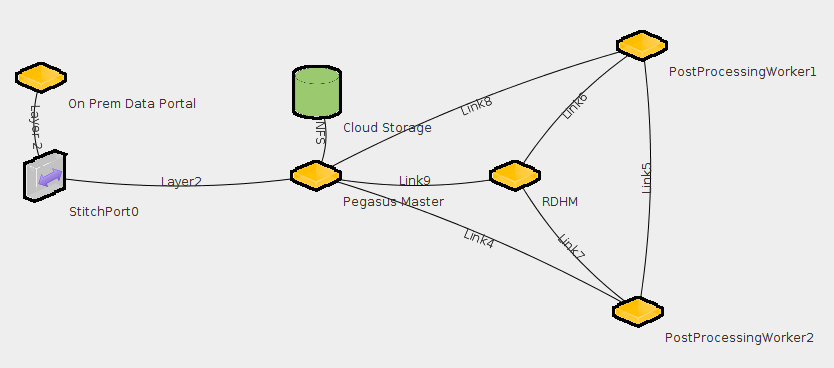 PostProcessingWorker1
On Prem Data Portal
Link8
Link6
Layer 2
NFS
Cloud Storage
Link5
Layer2
Link9
StitchPort0
Pegasus Master
RDHM
Link4
Link7
PostProcessingWorker2